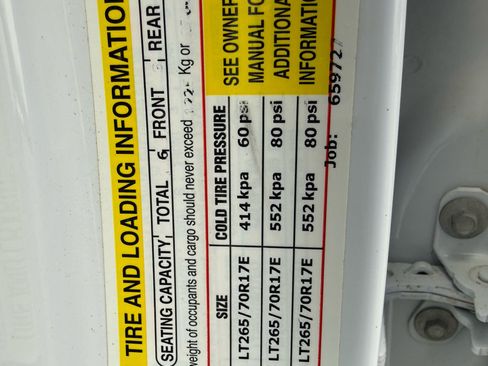 TIRE AND LOADING INFORMATION
SEATING CAPACITY TOTAL 6 FRONT REAR
weight of occupants and cargo should never exceed Kg or
SIZE COLD TIRE PRESSURE
SEE OWNER
MANUAL FO
ADDITIONA
INFORMATI
LT265/70R17E 414 kpa 60 psi
LT265/70R17E 552 kpa 80 psi
LT265/70R17E 552 kpa 80 psi
Job: 65972